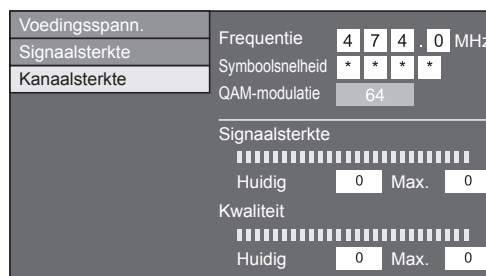 Voedingsspann.
Signaalsterkte
Kanaalsterkte
Frequentie 4 7 4 . 0 MHz
Symboolsnelheid * * * *
QAM-modulatie 64
Signaalsterkte
Huidig 0 Max. 0
Kwaliteit
Huidig 0 Max. 0